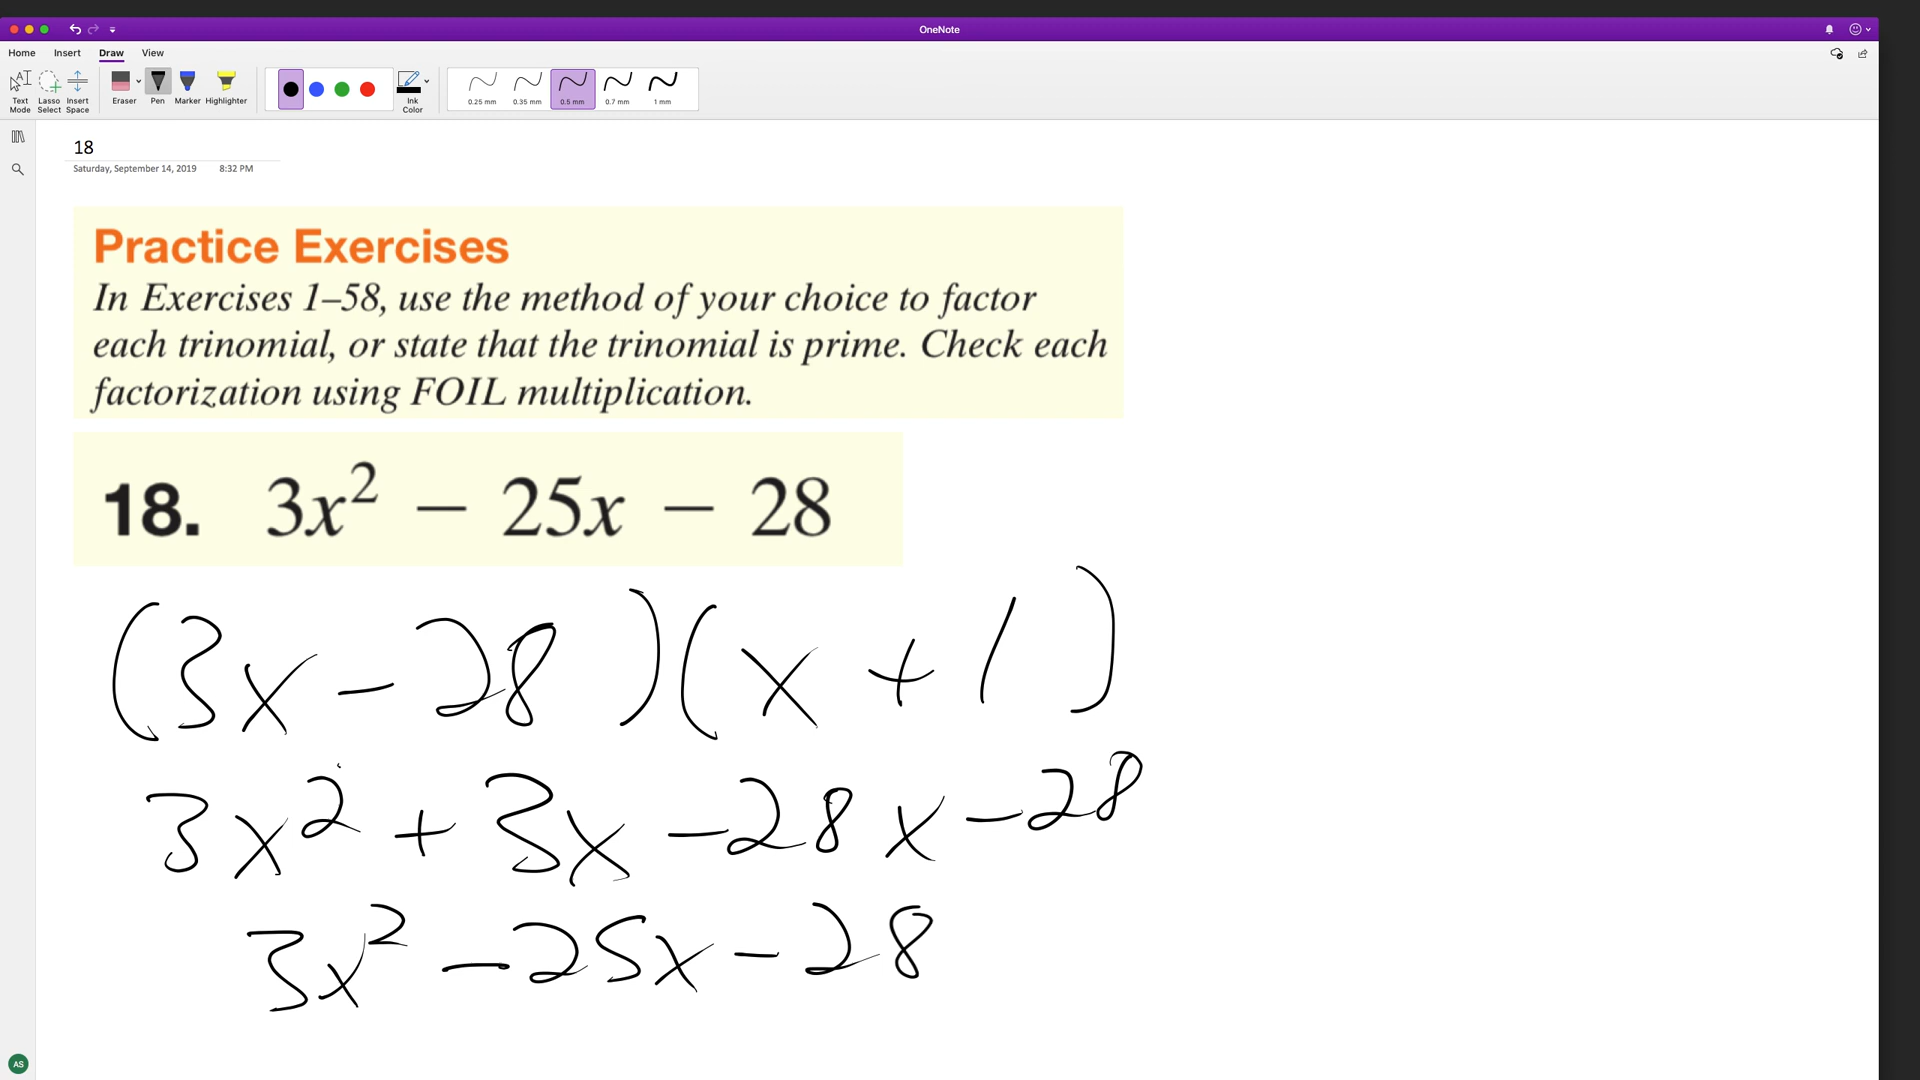 OneNote
Home Insert Draw View
Text Mode Lasso Select Insert Space Eraser Pen Marker Highlighter Ink Color 0.25 mm 0.35 mm 0.5 mm 0.7 mm 1 mm
18
Saturday, September 14, 2019 8:32 PM
Practice Exercises
In Exercises 1–58, use the method of your choice to factor
each trinomial, or state that the trinomial is prime. Check each
factorization using FOIL multiplication.
18. 3x² − 25x − 28
(3x − 28)(x + 1)
3x² + 3x − 28x − 28
3x² − 25x − 28
AS